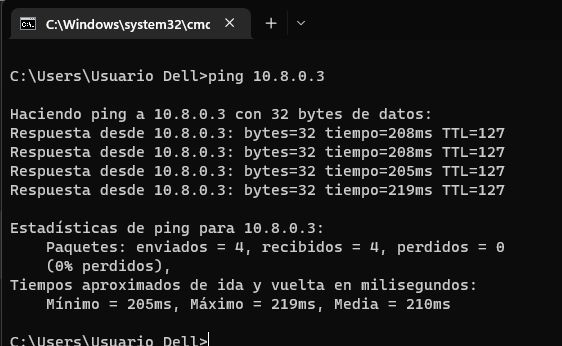 C:\Windows\system32\cmc
C:\Users\Usuario Dell>ping 10.8.0.3
Haciendo ping a 10.8.0.3 con 32 bytes de datos:
Respuesta desde 10.8.0.3: bytes=32 tiempo=208ms TTL=127
Respuesta desde 10.8.0.3: bytes=32 tiempo=208ms TTL=127
Respuesta desde 10.8.0.3: bytes=32 tiempo=205ms TTL=127
Respuesta desde 10.8.0.3: bytes=32 tiempo=219ms TTL=127
Estadísticas de ping para 10.8.0.3:
Paquetes: enviados = 4, recibidos = 4, perdidos = 0
(0% perdidos),
Tiempos aproximados de ida y vuelta en milisegundos:
Mínimo = 205ms, Máximo = 219ms, Media = 210ms
C:\Users\Usuario Dell>